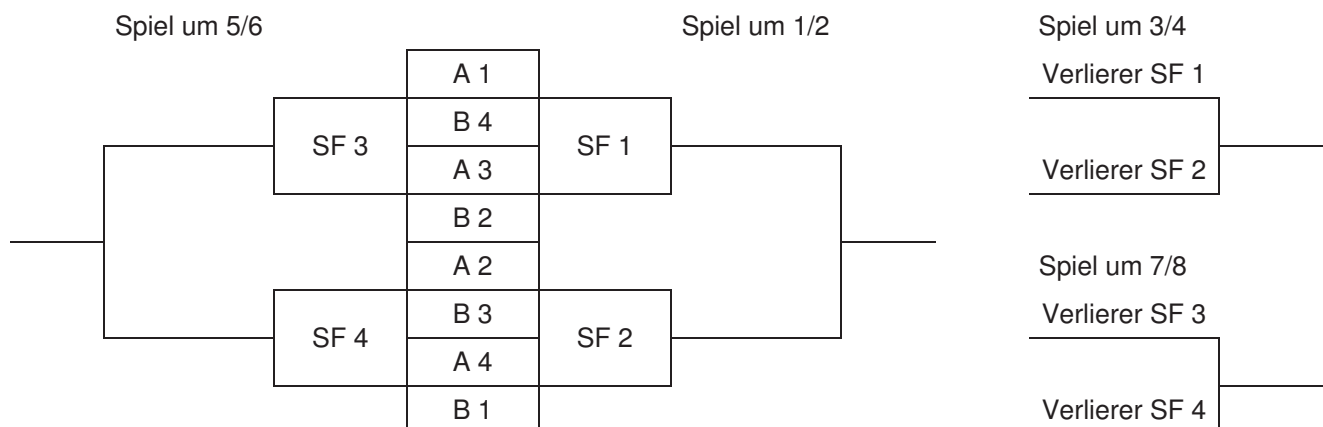 Spiel um 5/6
Spiel um 1/2
Spiel um 3/4
A 1
B 4
A 3
B 2
A 2
B 3
A 4
B 1
SF 3
SF 1
SF 4
SF 2
Verlierer SF 1
Verlierer SF 2
Spiel um 7/8
Verlierer SF 3
Verlierer SF 4